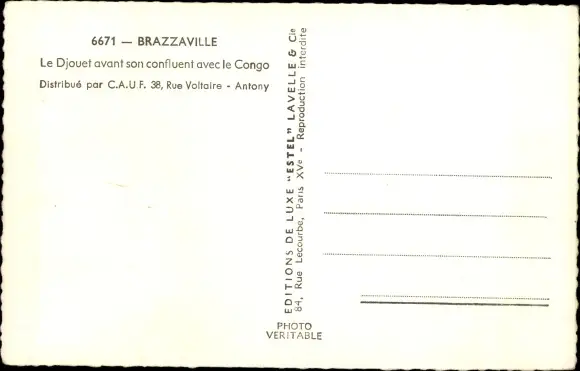 6671 — BRAZZAVILLE
Le Djouet avant son confluent avec le Congo
Distribué par C.A.U.F. 38, Rue Voltaire - Antony
EDITIONS DE LUXE "ESTEL" LAVELLE & Cie
84, Rue Lecourbe, Paris XVe - Reproduction interdite
PHOTO
VERITABLE